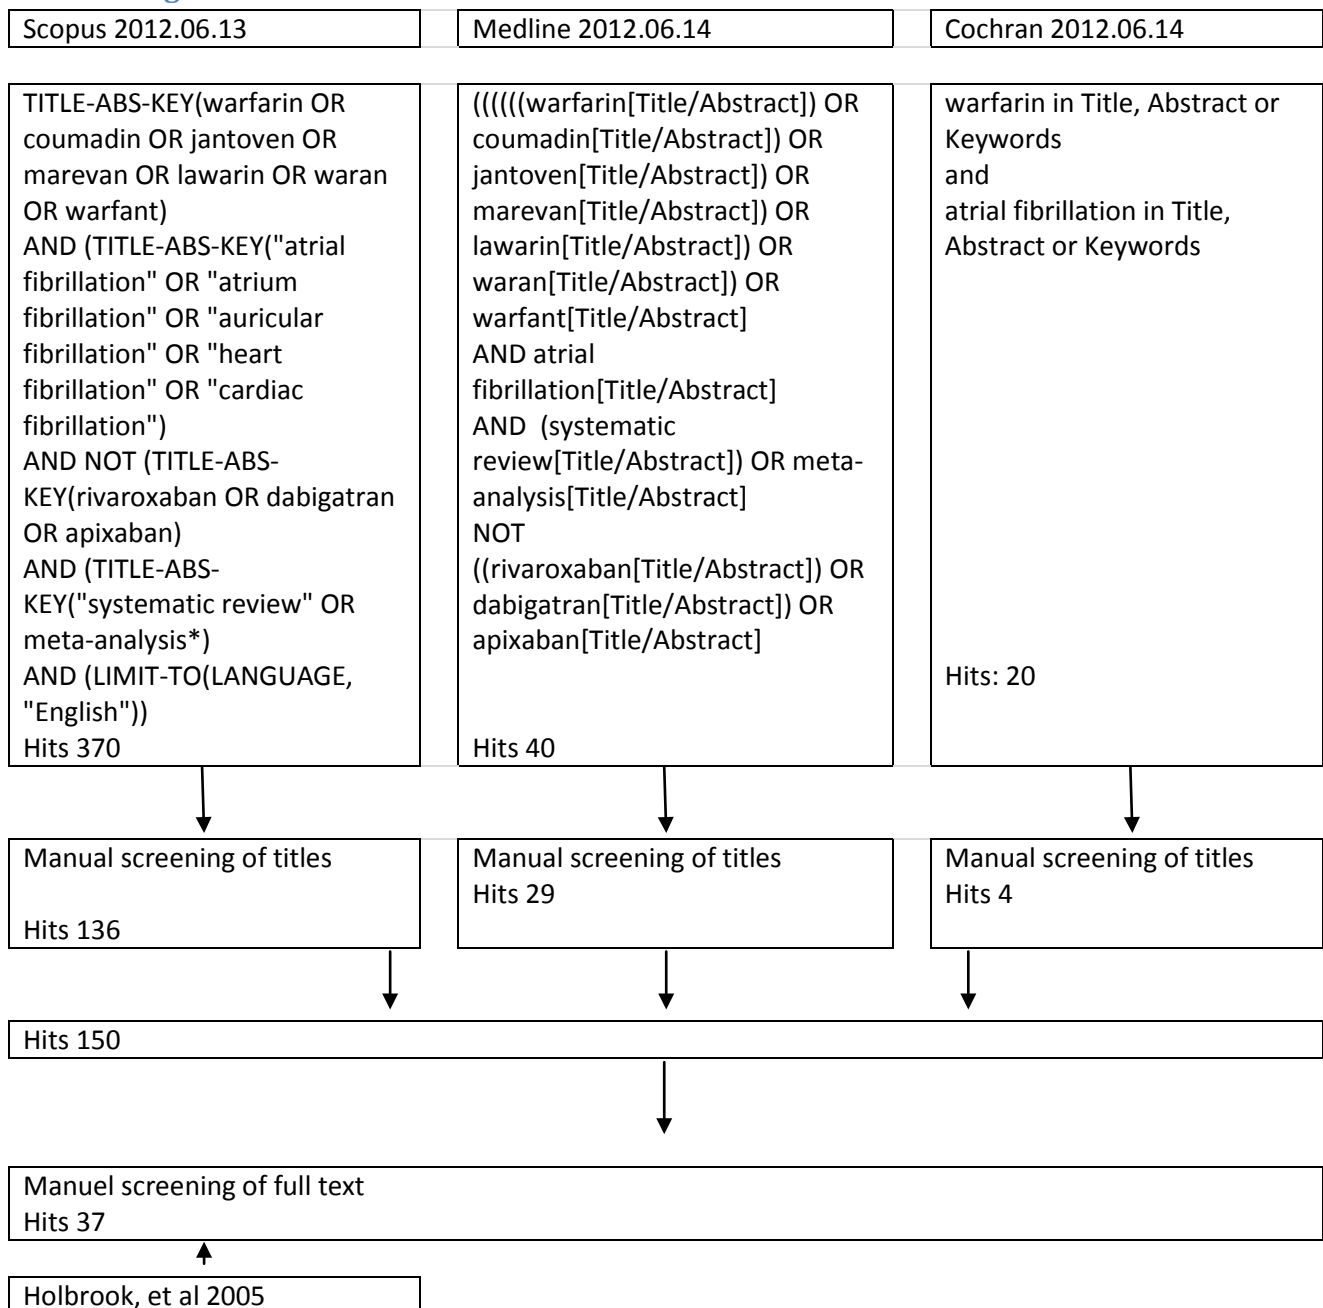 Scopus 2012.06.13
Medline 2012.06.14
Cochran 2012.06.14
TITLE-ABS-KEY(warfarin OR
coumadin OR jantoven OR
marevan OR lawarin OR waran
OR warfant)
AND (TITLE-ABS-KEY("atrial
fibrillation" OR "atrium
fibrillation" OR "auricular
fibrillation" OR "heart
fibrillation" OR "cardiac
fibrillation")
AND NOT (TITLE-ABS-
KEY(rivaroxaban OR dabigatran
OR apixaban)
AND (TITLE-ABS-
KEY("systematic review" OR
meta-analysis*)
AND (LIMIT-TO(LANGUAGE,
"English"))
Hits 370
((((((warfarin[Title/Abstract]) OR
coumadin[Title/Abstract]) OR
jantoven[Title/Abstract]) OR
marevan[Title/Abstract]) OR
lawarin[Title/Abstract]) OR
waran[Title/Abstract]) OR
warfant[Title/Abstract]
AND atrial
fibrillation[Title/Abstract]
AND  (systematic
review[Title/Abstract]) OR meta-
analysis[Title/Abstract]
NOT
((rivaroxaban[Title/Abstract]) OR
dabigatran[Title/Abstract]) OR
apixaban[Title/Abstract]
Hits 40
warfarin in Title, Abstract or
Keywords
and
atrial fibrillation in Title,
Abstract or Keywords
Hits: 20
Manual screening of titles
Hits 136
Manual screening of titles
Hits 29
Manual screening of titles
Hits 4
Hits 150
Manuel screening of full text
Hits 37
Holbrook, et al 2005